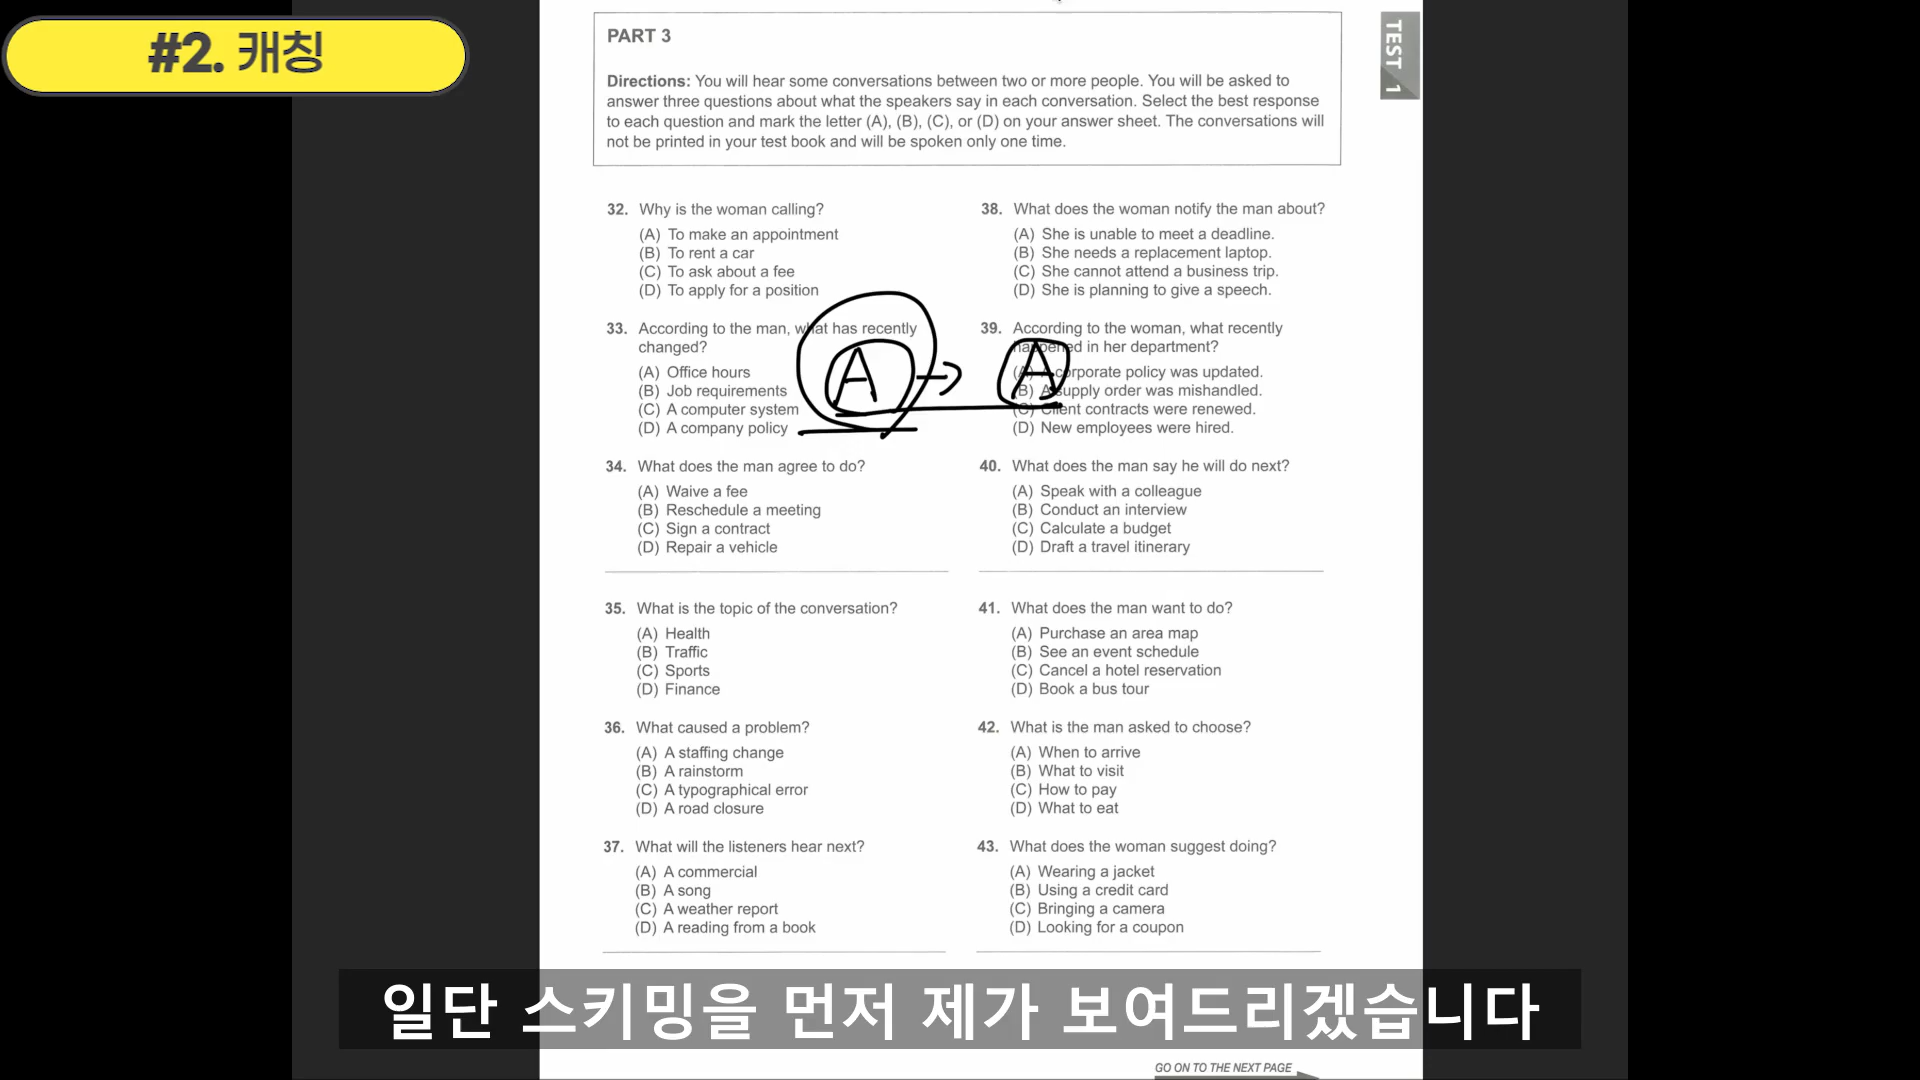 #2. 캐칭
PART 3
TEST 1
Directions: You will hear some conversations between two or more people. You will be asked to
answer three questions about what the speakers say in each conversation. Select the best response
to each question and mark the letter (A), (B), (C), or (D) on your answer sheet. The conversations will
not be printed in your test book and will be spoken only one time.
32. Why is the woman calling?
(A) To make an appointment
(B) To rent a car
(C) To ask about a fee
(D) To apply for a position
33. According to the man, what has recently
changed?
(A) Office hours
(B) Job requirements
(C) A computer system
(D) A company policy
A → A
34. What does the man agree to do?
(A) Waive a fee
(B) Reschedule a meeting
(C) Sign a contract
(D) Repair a vehicle
35. What is the topic of the conversation?
(A) Health
(B) Traffic
(C) Sports
(D) Finance
36. What caused a problem?
(A) A staffing change
(B) A rainstorm
(C) A typographical error
(D) A road closure
37. What will the listeners hear next?
(A) A commercial
(B) A song
(C) A weather report
(D) A reading from a book
38. What does the woman notify the man about?
(A) She is unable to meet a deadline.
(B) She needs a replacement laptop.
(C) She cannot attend a business trip.
(D) She is planning to give a speech.
39. According to the woman, what recently
happened in her department?
(A) A corporate policy was updated.
(B) A supply order was mishandled.
(C) Client contracts were renewed.
(D) New employees were hired.
40. What does the man say he will do next?
(A) Speak with a colleague
(B) Conduct an interview
(C) Calculate a budget
(D) Draft a travel itinerary
41. What does the man want to do?
(A) Purchase an area map
(B) See an event schedule
(C) Cancel a hotel reservation
(D) Book a bus tour
42. What is the man asked to choose?
(A) When to arrive
(B) What to visit
(C) How to pay
(D) What to eat
43. What does the woman suggest doing?
(A) Wearing a jacket
(B) Using a credit card
(C) Bringing a camera
(D) Looking for a coupon
일단 스키밍을 먼저 제가 보여드리겠습니다
GO ON TO THE NEXT PAGE